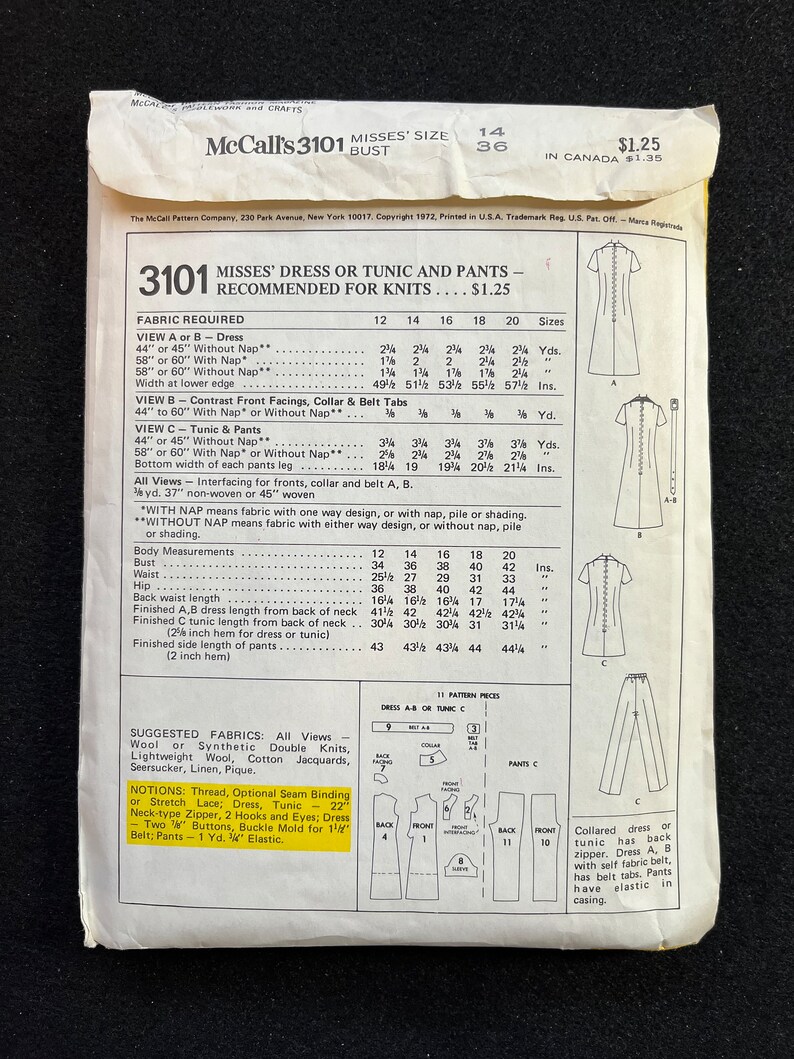 McCALL'S NEEDLEWORK and CRAFTS
McCall's 3101 MISSES' SIZE 14
BUST 36
$1.25
IN CANADA $1.35
The McCall Pattern Company, 230 Park Avenue, New York 10017. Copyright 1972, Printed in U.S.A. Trademark Reg. U.S. Pat. Off. – Marca Registrada
3101 MISSES' DRESS OR TUNIC AND PANTS –
RECOMMENDED FOR KNITS .... $1.25
FABRIC REQUIRED 12 14 16 18 20 Sizes
VIEW A or B – Dress
44" or 45" Without Nap** 2¾ 2¾ 2¾ 2¾ 2¾ Yds.
58" or 60" With Nap* 1⅞ 2 2 2¼ 2½ "
58" or 60" Without Nap** 1¾ 1¾ 1⅞ 1⅞ 2¼ "
Width at lower edge 49½ 51½ 53½ 55½ 57½ Ins.
VIEW B – Contrast Front Facings, Collar & Belt Tabs
44" to 60" With Nap* or Without Nap** ... ⅜ ⅜ ⅜ ⅜ ⅜ Yd.
VIEW C – Tunic & Pants
44" or 45" Without Nap** 3¾ 3¾ 3¾ 3⅞ 3⅞ Yds.
58" or 60" With Nap* or Without Nap** ... 2⅝ 2¾ 2¾ 2⅞ 2⅞ "
Bottom width of each pants leg 18¼ 19 19¾ 20½ 21¼ Ins.
All Views – Interfacing for fronts, collar and belt A, B.
⅜ yd. 37" non-woven or 45" woven
*WITH NAP means fabric with one way design, or with nap, pile or shading.
**WITHOUT NAP means fabric with either way design, or without nap, pile
or shading.
Body Measurements 12 14 16 18 20
Bust 34 36 38 40 42 Ins.
Waist 25½ 27 29 31 33 "
Hip 36 38 40 42 44 "
Back waist length 16¼ 16½ 16¾ 17 17¼ "
Finished A,B dress length from back of neck 41½ 42 42¼ 42½ 42¾ "
Finished C tunic length from back of neck .. 30¼ 30½ 30¾ 31 31¼ "
(2⅝ inch hem for dress or tunic)
Finished side length of pants 43 43½ 43¾ 44 44¼ "
(2 inch hem)
A
A-B
B
C
C
SUGGESTED FABRICS: All Views –
Wool or Synthetic Double Knits,
Lightweight Wool, Cotton Jacquards,
Seersucker, Linen, Pique.
NOTIONS: Thread, Optional Seam Binding
or Stretch Lace; Dress, Tunic – 22"
Neck-type Zipper, 2 Hooks and Eyes; Dress
– Two ⅞" Buttons, Buckle Mold for 1½"
Belt; Pants – 1 Yd. ¾" Elastic.
11 PATTERN PIECES
DRESS A-B OR TUNIC C
9 BELT A-B
3
BELT
TAB
A-B
COLLAR
5
BACK
FACING
7
FRONT
FACING
6
2
FRONT
INTERFACING
BACK
4
FRONT
1
8
SLEEVE
PANTS C
BACK
11
FRONT
10
Collared dress or
tunic has back
zipper. Dress A, B
with self fabric belt,
has belt tabs. Pants
have elastic in
casing.